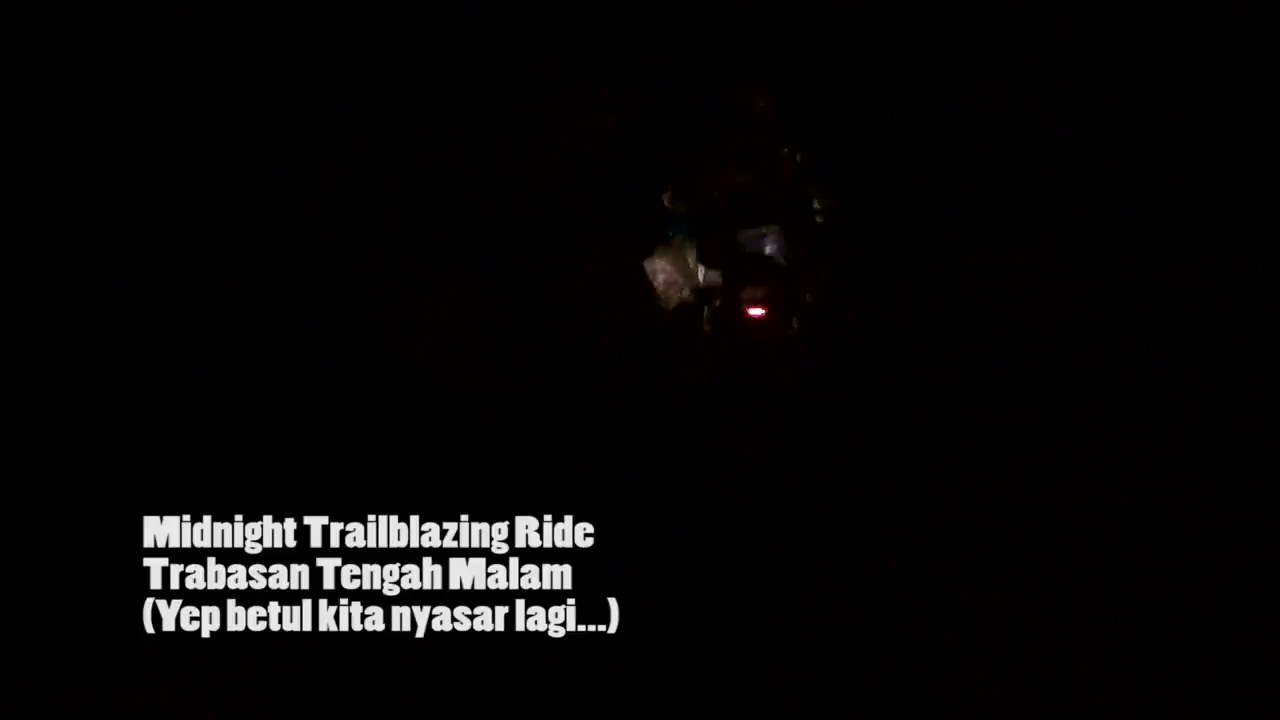 Midnight Trailblazing Ride
Trabasan Tengah Malam
(Yep betul kita nyasar lagi...)